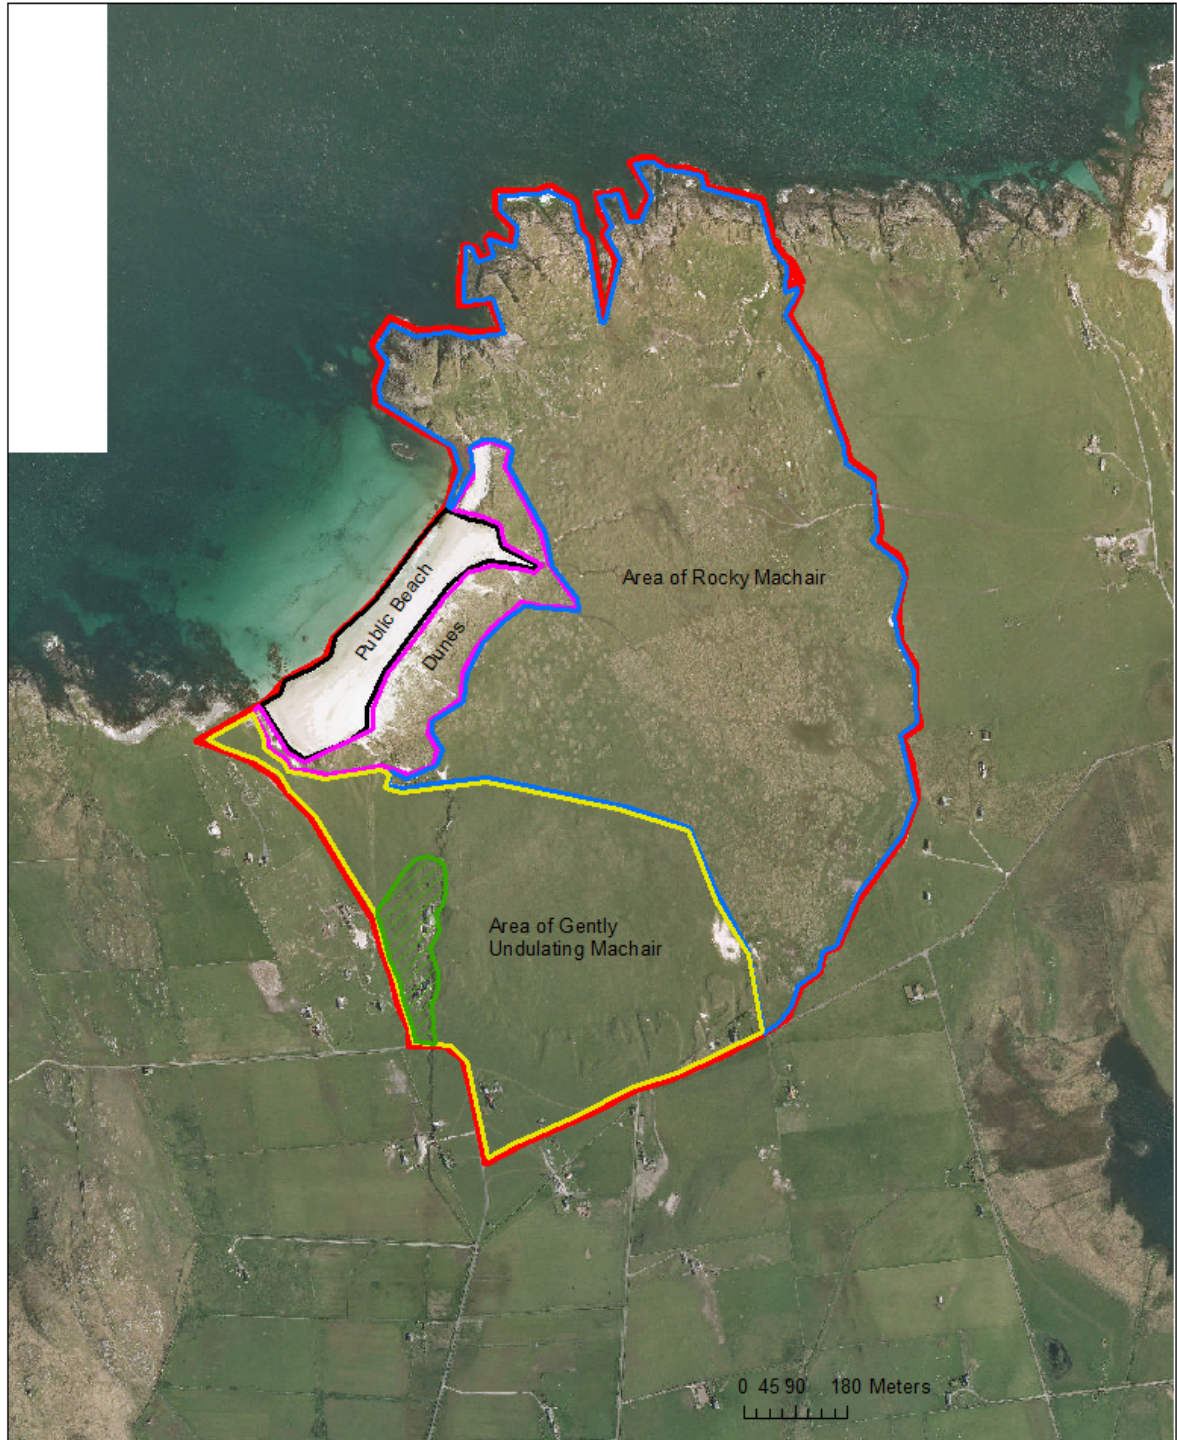 Area of Rocky Machair
Public Beach
Dunes
Area of Gently
Undulating Machair
0 45 90 180 Meters